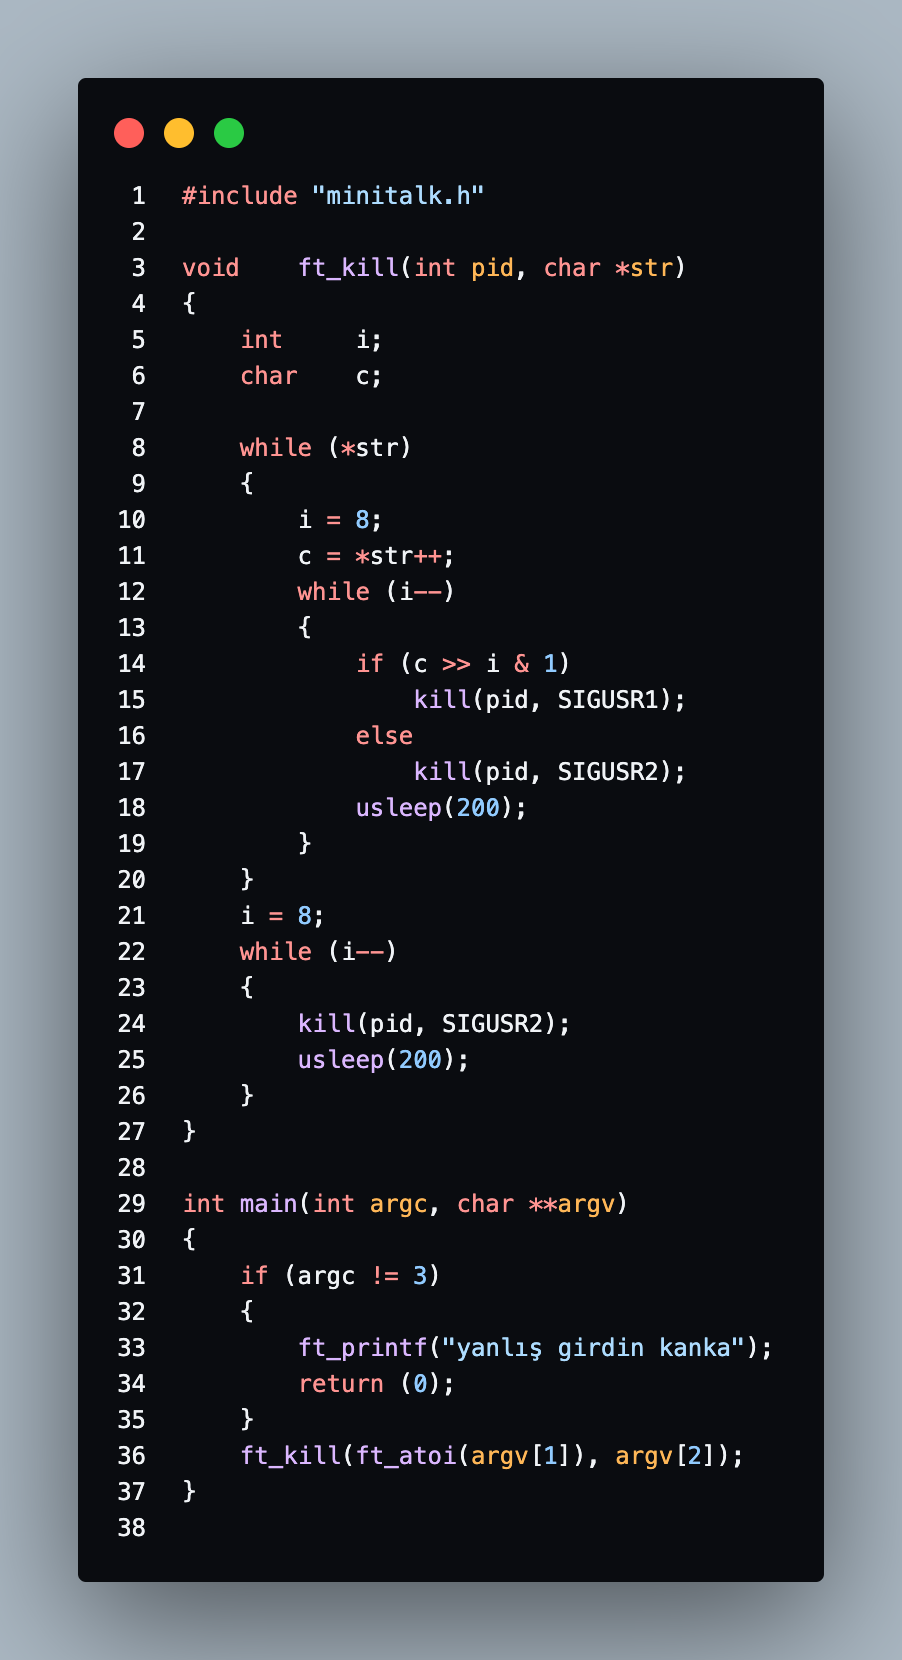 1 #include "minitalk.h"
2
3 void    ft_kill(int pid, char *str)
4 {
5     int     i;
6     char    c;
7
8     while (*str)
9     {
10         i = 8;
11         c = *str++;
12         while (i--)
13         {
14             if (c >> i & 1)
15                 kill(pid, SIGUSR1);
16             else
17                 kill(pid, SIGUSR2);
18             usleep(200);
19         }
20     }
21     i = 8;
22     while (i--)
23     {
24         kill(pid, SIGUSR2);
25         usleep(200);
26     }
27 }
28
29 int main(int argc, char **argv)
30 {
31     if (argc != 3)
32     {
33         ft_printf("yanlış girdin kanka");
34         return (0);
35     }
36     ft_kill(ft_atoi(argv[1]), argv[2]);
37 }
38